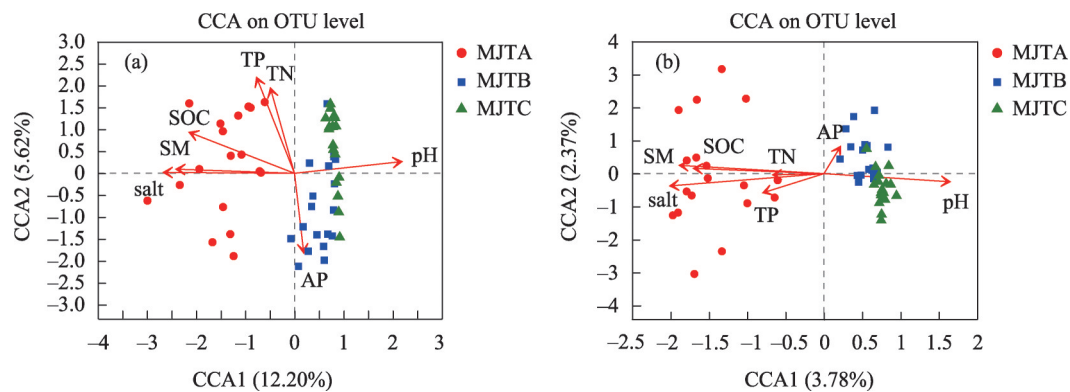 CCA on OTU level
(a)
MJTA
MJTB
MJTC
TP
TN
SOC
SM
salt
pH
AP
CCA2 (5.62%)
3.0
2.5
2.0
1.5
1.0
0.5
0
−0.5
−1.0
−1.5
−2.0
−2.5
−3.0
−4
−3
−2
−1
0
1
2
3
CCA1 (12.20%)
CCA on OTU level
(b)
MJTA
MJTB
MJTC
AP
SM
SOC
TN
salt
TP
pH
CCA2 (2.37%)
4
3
2
1
0
−1
−2
−3
−4
−2.5
−2
−1.5
−1
−0.5
0
0.5
1
1.5
2
CCA1 (3.78%)